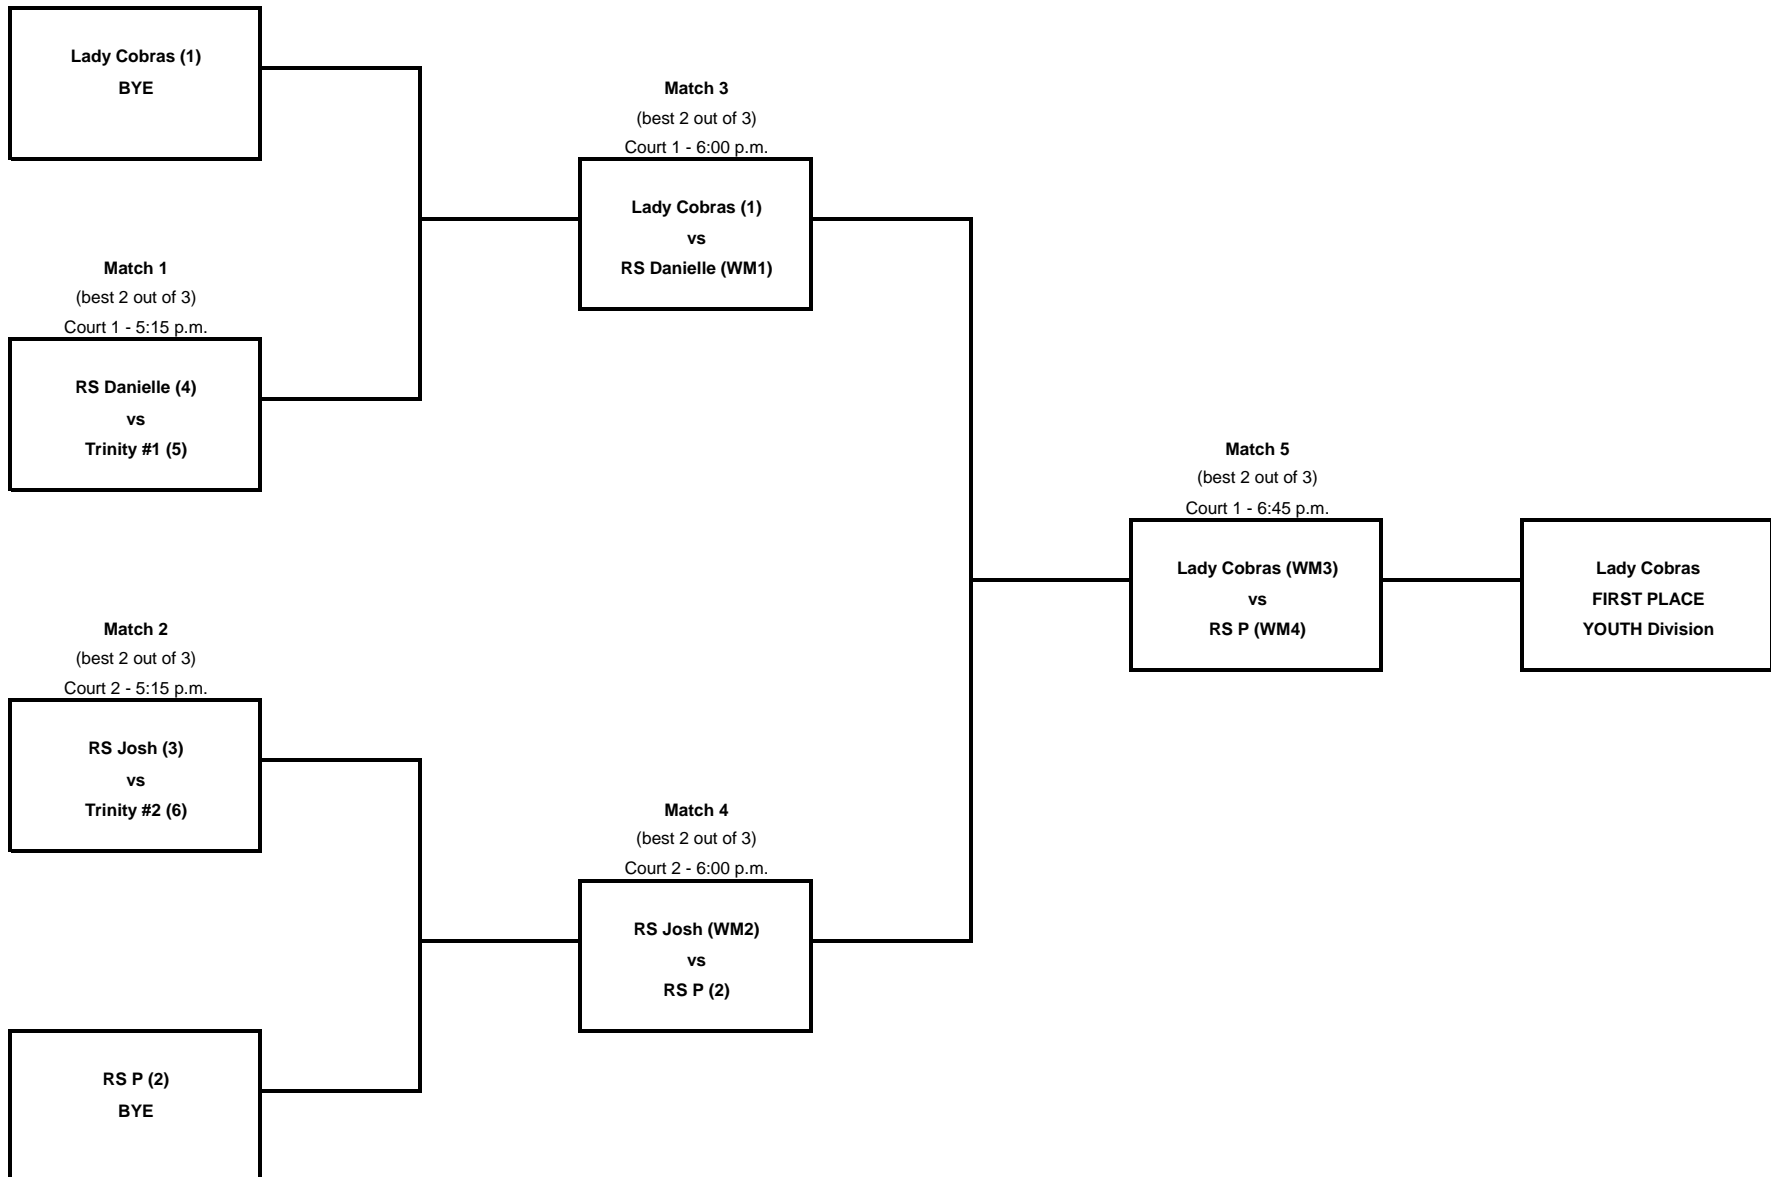 Lady Cobras (1)
BYE
Match 1
(best 2 out of 3)
Court 1 - 5:15 p.m.
RS Danielle (4)
vs
Trinity #1 (5)
Match 2
(best 2 out of 3)
Court 2 - 5:15 p.m.
RS Josh (3)
vs
Trinity #2 (6)
RS P (2)
BYE
Match 3
(best 2 out of 3)
Court 1 - 6:00 p.m.
Lady Cobras (1)
vs
RS Danielle (WM1)
Match 4
(best 2 out of 3)
Court 2 - 6:00 p.m.
RS Josh (WM2)
vs
RS P (2)
Match 5
(best 2 out of 3)
Court 1 - 6:45 p.m.
Lady Cobras (WM3)
vs
RS P (WM4)
Lady Cobras
FIRST PLACE
YOUTH Division